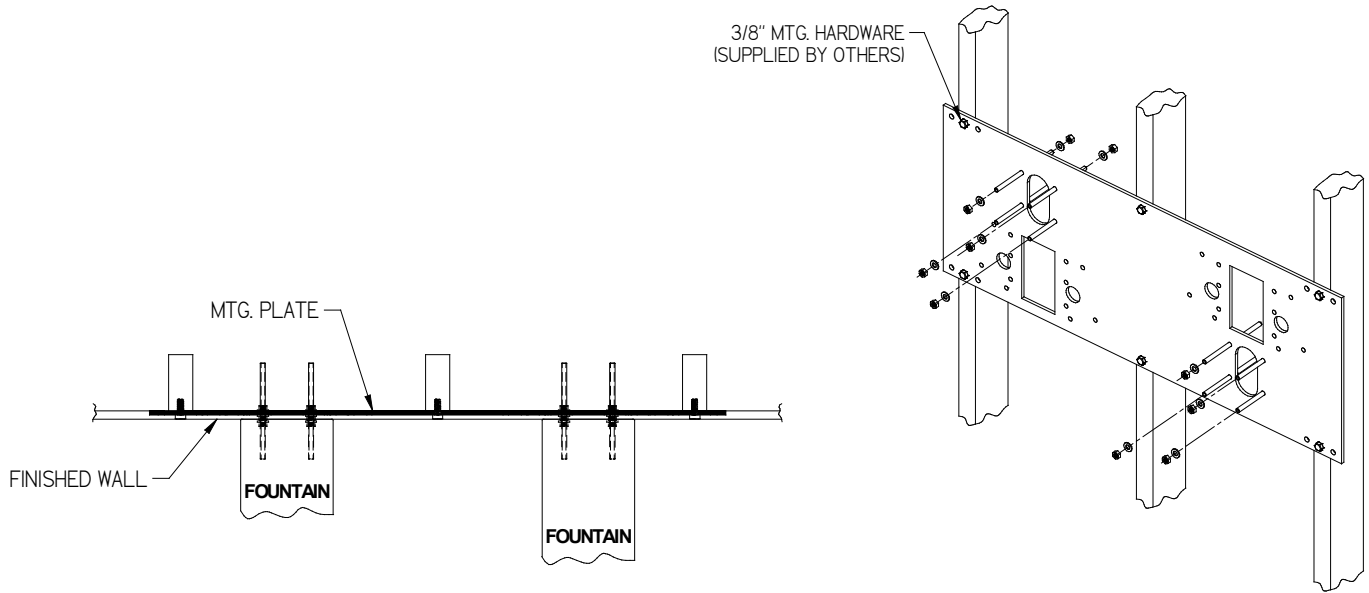 3/8" MTG. HARDWARE
(SUPPLIED BY OTHERS)
MTG. PLATE
FINISHED WALL
FOUNTAIN
FOUNTAIN